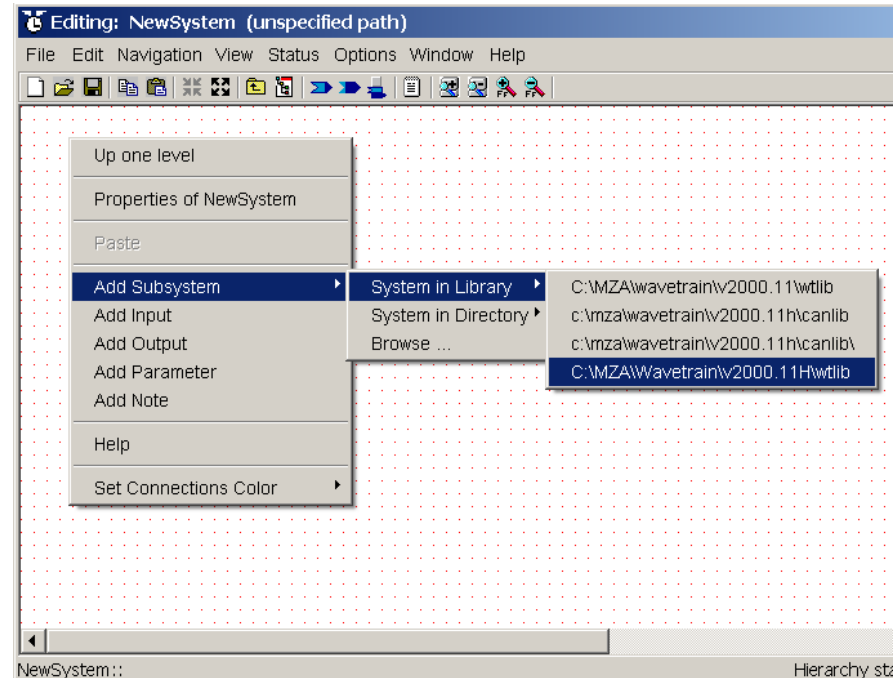 Editing: NewSystem (unspecified path)
File Edit Navigation View Status Options Window Help
Up one level
Properties of NewSystem
Paste
Add Subsystem
Add Input
Add Output
Add Parameter
Add Note
Help
Set Connections Color
System in Library
System in Directory
Browse ...
C:\MZA\wavetrain\v2000.11\wtlib
c:\mza\wavetrain\v2000.11h\canlib
c:\mza\wavetrain\v2000.11h\canlib\
C:\MZA\Wavetrain\v2000.11H\wtlib
NewSystem::
Hierarchy sta